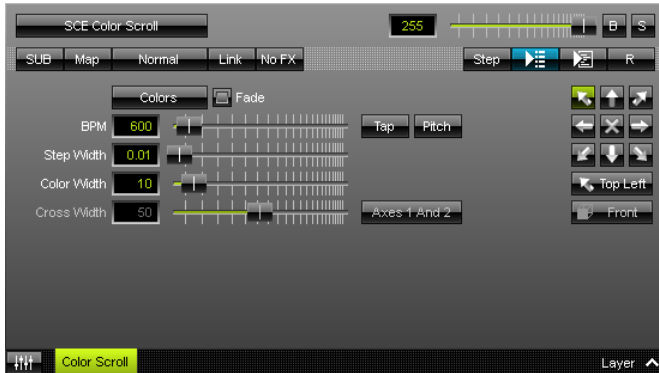 SCE Color Scroll 255 B S
SUB Map Normal Link No FX Step R
Colors Fade
BPM 600 Tap Pitch
Step Width 0.01
Color Width 10 Top Left
Cross Width 50 Axes 1 And 2 Front
Color Scroll Layer